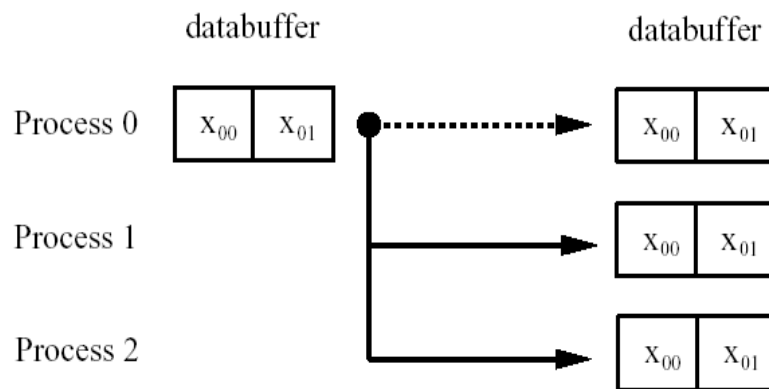 databuffer databuffer
Process 0 X00 X01 X00 X01
Process 1 X00 X01
Process 2 X00 X01